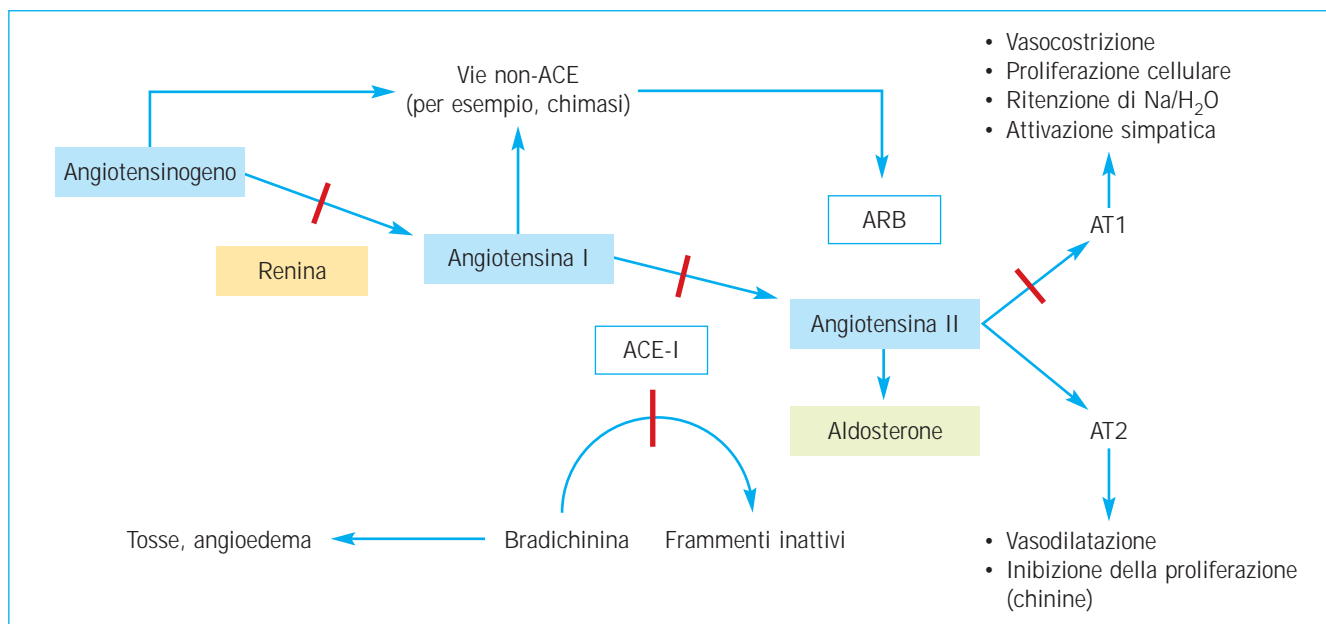 • Vasocostrizione
• Proliferazione cellulare
• Ritenzione di Na/H₂O
• Attivazione simpatica
Vie non-ACE
(per esempio, chimasi)
Angiotensinogeno
ARB
AT1
Renina
Angiotensina I
Angiotensina II
ACE-I
Aldosterone
AT2
Tosse, angioedema
Bradichinina
Frammenti inattivi
• Vasodilatazione
• Inibizione della proliferazione
(chinine)